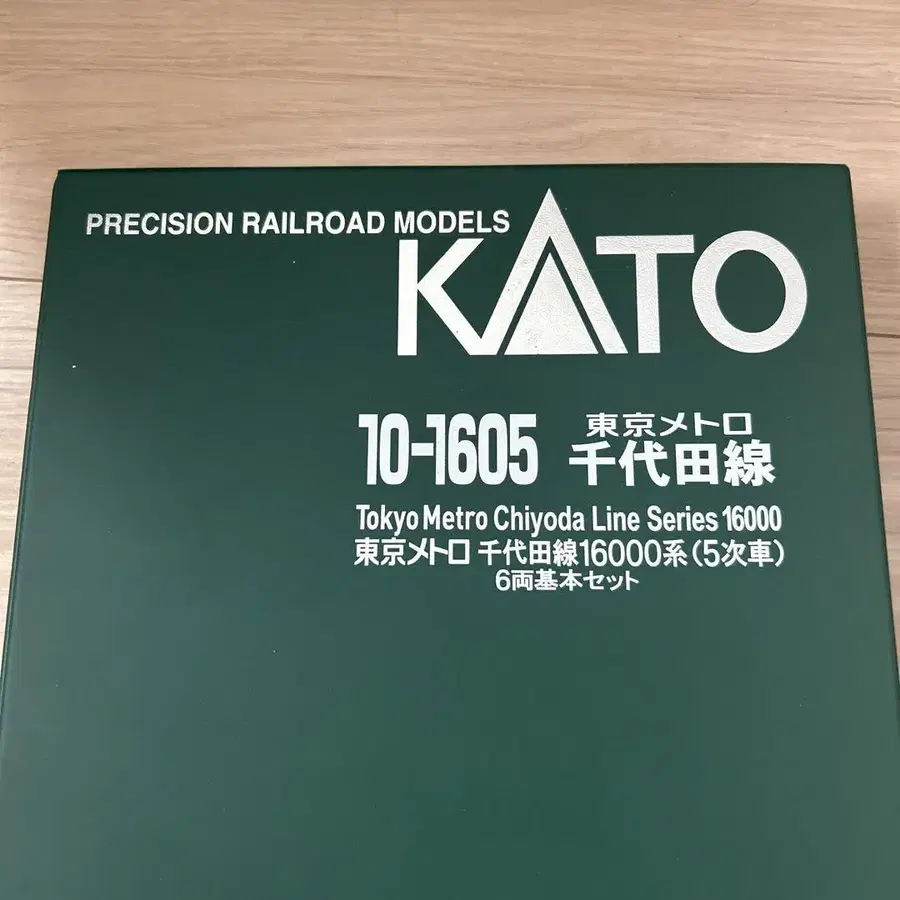 PRECISION RAILROAD MODELS
KATO
10-1605
東京メトロ
千代田線
Tokyo Metro Chiyoda Line Series 16000
東京メトロ 千代田線16000系(5次車)
6両基本セット